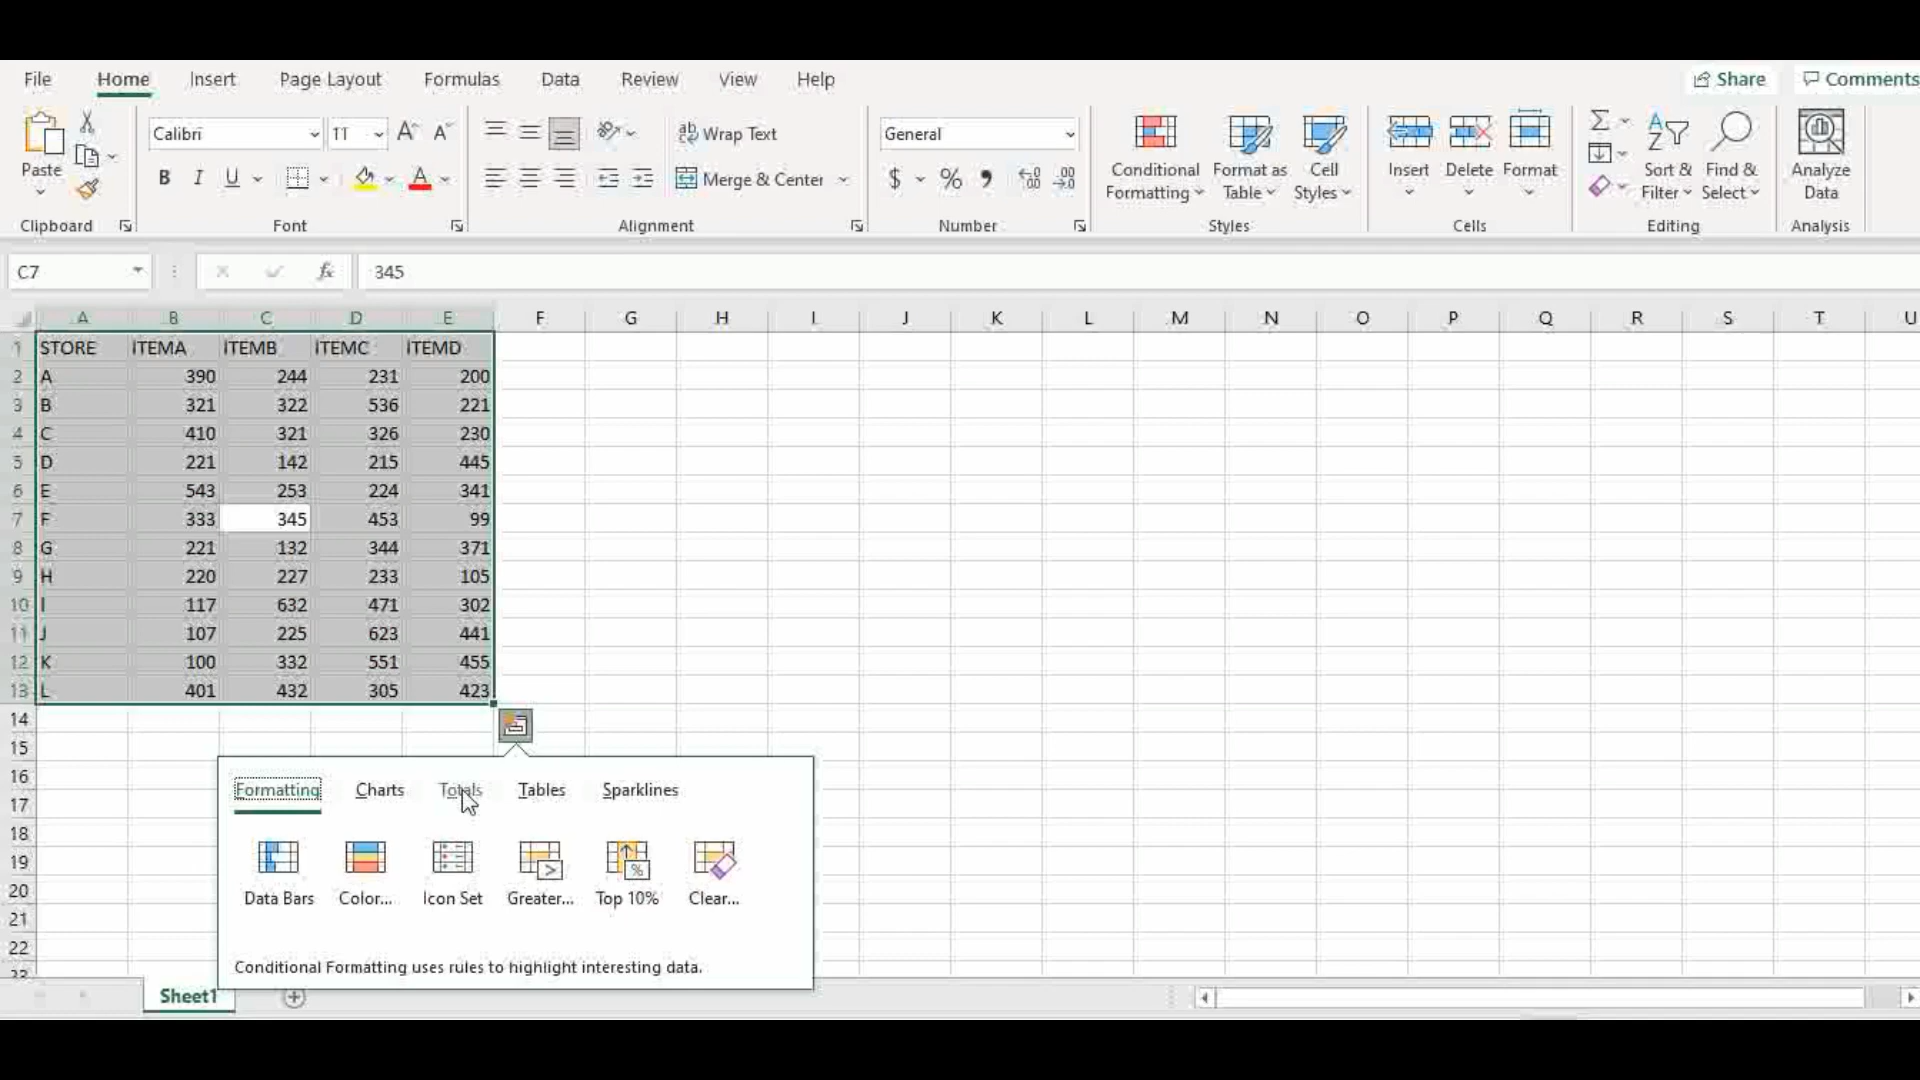 File Home Insert Page Layout Formulas Data Review View Help Share Comments
Calibri 11 A A ab Wrap Text General
Paste B I U A Merge & Center $ % 9 Conditional Formatting Format as Table Cell Styles Insert Delete Format Sort & Filter Find & Select Analyze Data
Clipboard Font Alignment Number Styles Cells Editing Analysis
C7 fx 345
A B C D E F G H I J K L M N O P Q R S T U
1 STORE ITEMA ITEMB ITEMC ITEMD
2 A 390 244 231 200
3 B 321 322 536 221
4 C 410 321 326 230
5 D 221 142 215 445
6 E 543 253 224 341
7 F 333 345 453 99
8 G 221 132 344 371
9 H 220 227 233 105
10 I 117 632 471 302
11 J 107 225 623 441
12 K 100 332 551 455
13 L 401 432 305 423
14
15
16
17
18
19
20
21
22
23
Formatting Charts Totals Tables Sparklines
Data Bars Color... Icon Set Greater... Top 10% Clear...
Conditional Formatting uses rules to highlight interesting data.
Sheet1